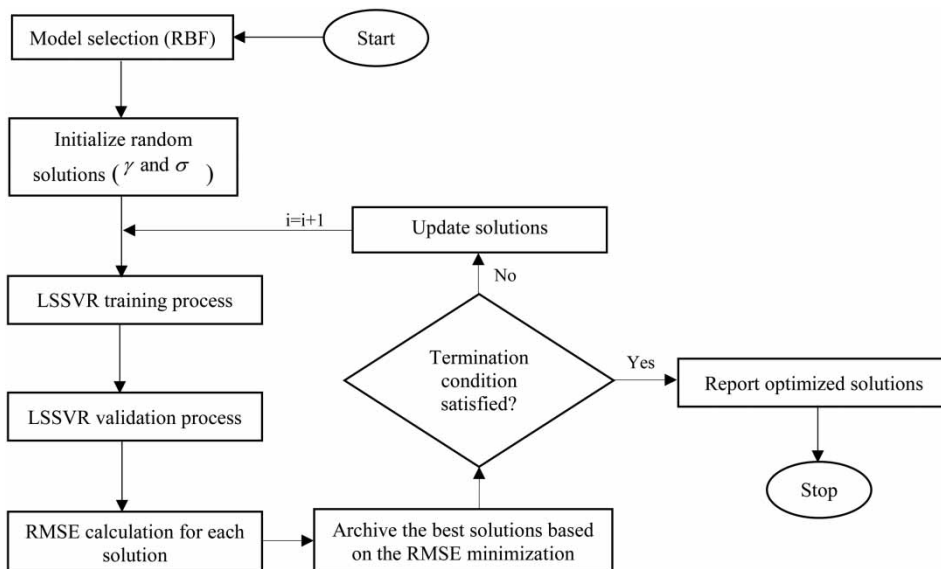 Start
Model selection (RBF)
Initialize random
solutions ( γ and σ )
i=i+1
Update solutions
No
LSSVR training process
Termination
condition
satisfied?
Yes
Report optimized solutions
LSSVR validation process
Stop
RMSE calculation for each
solution
Archive the best solutions based
on the RMSE minimization